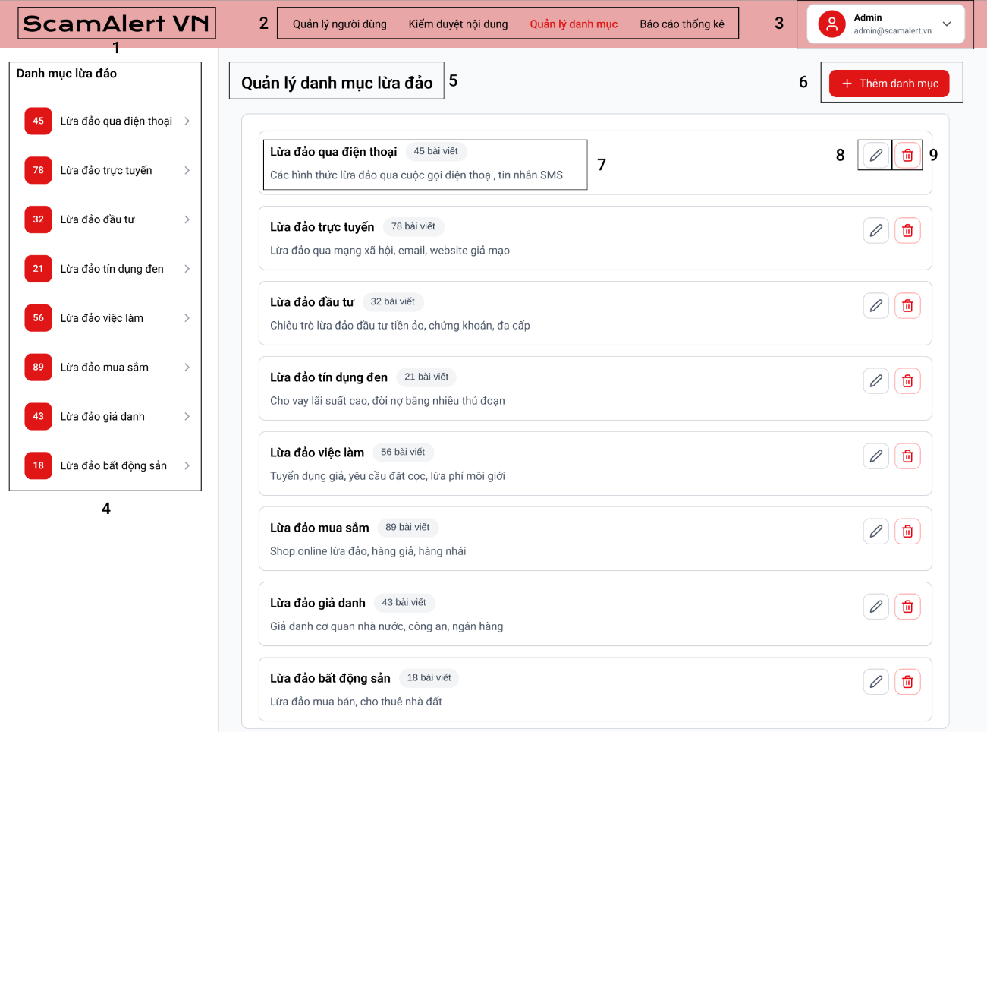 ScamAlert VN
1
2
Quản lý người dùng
Kiểm duyệt nội dung
Quản lý danh mục
Báo cáo thống kê
3
Admin
admin@scamalert.vn
Danh mục lừa đảo
45 Lừa đảo qua điện thoại
78 Lừa đảo trực tuyến
32 Lừa đảo đầu tư
21 Lừa đảo tín dụng đen
56 Lừa đảo việc làm
89 Lừa đảo mua sắm
43 Lừa đảo giả danh
18 Lừa đảo bất động sản
4
Quản lý danh mục lừa đảo
5
6
+ Thêm danh mục
Lừa đảo qua điện thoại 45 bài viết
Các hình thức lừa đảo qua cuộc gọi điện thoại, tin nhắn SMS
7
8
9
Lừa đảo trực tuyến 78 bài viết
Lừa đảo qua mạng xã hội, email, website giả mạo
Lừa đảo đầu tư 32 bài viết
Chiêu trò lừa đảo đầu tư tiền ảo, chứng khoán, đa cấp
Lừa đảo tín dụng đen 21 bài viết
Cho vay lãi suất cao, đòi nợ bằng nhiều thủ đoạn
Lừa đảo việc làm 56 bài viết
Tuyển dụng giả, yêu cầu đặt cọc, lừa phí môi giới
Lừa đảo mua sắm 89 bài viết
Shop online lừa đảo, hàng giả, hàng nhái
Lừa đảo giả danh 43 bài viết
Giả danh cơ quan nhà nước, công an, ngân hàng
Lừa đảo bất động sản 18 bài viết
Lừa đảo mua bán, cho thuê nhà đất